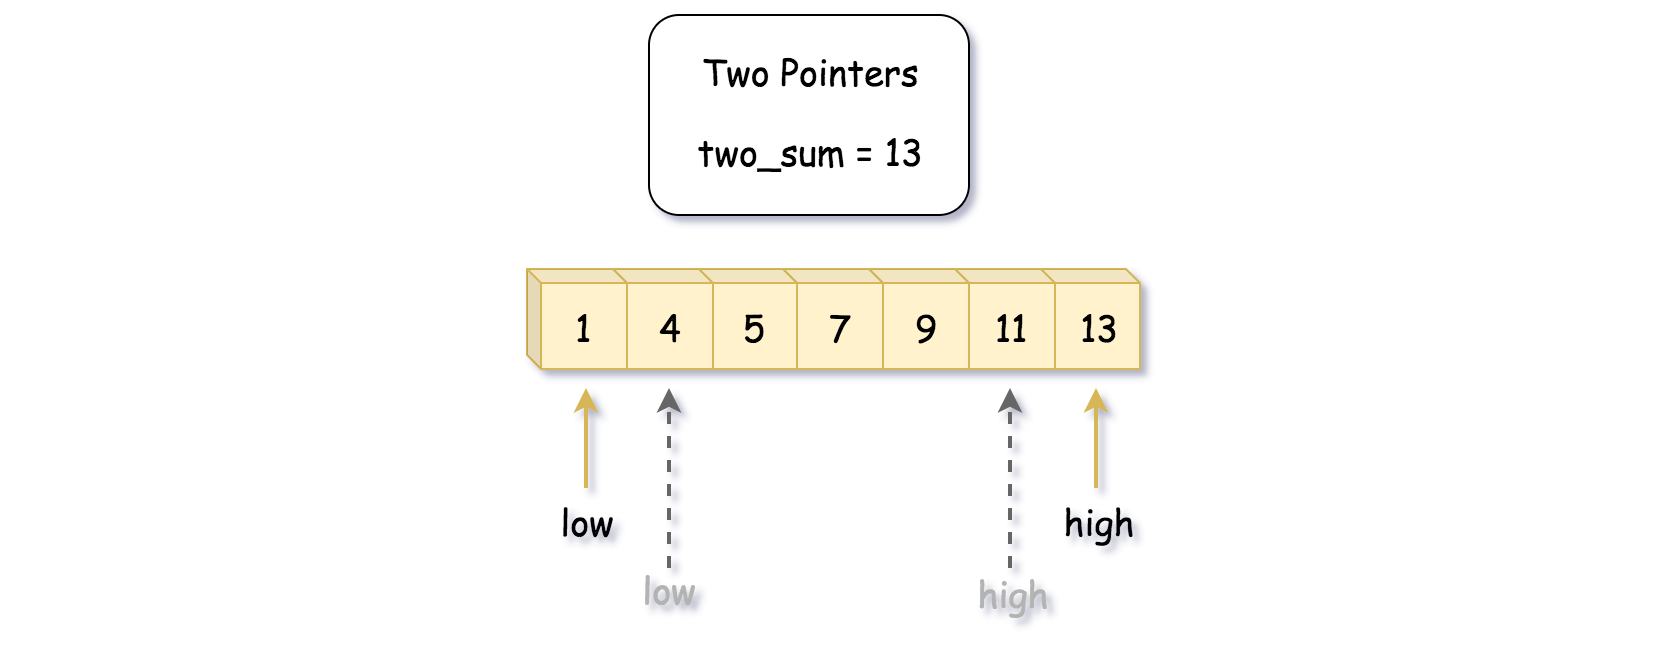 Two Pointers
two_sum = 13
1 4 5 7 9 11 13
low high
low high